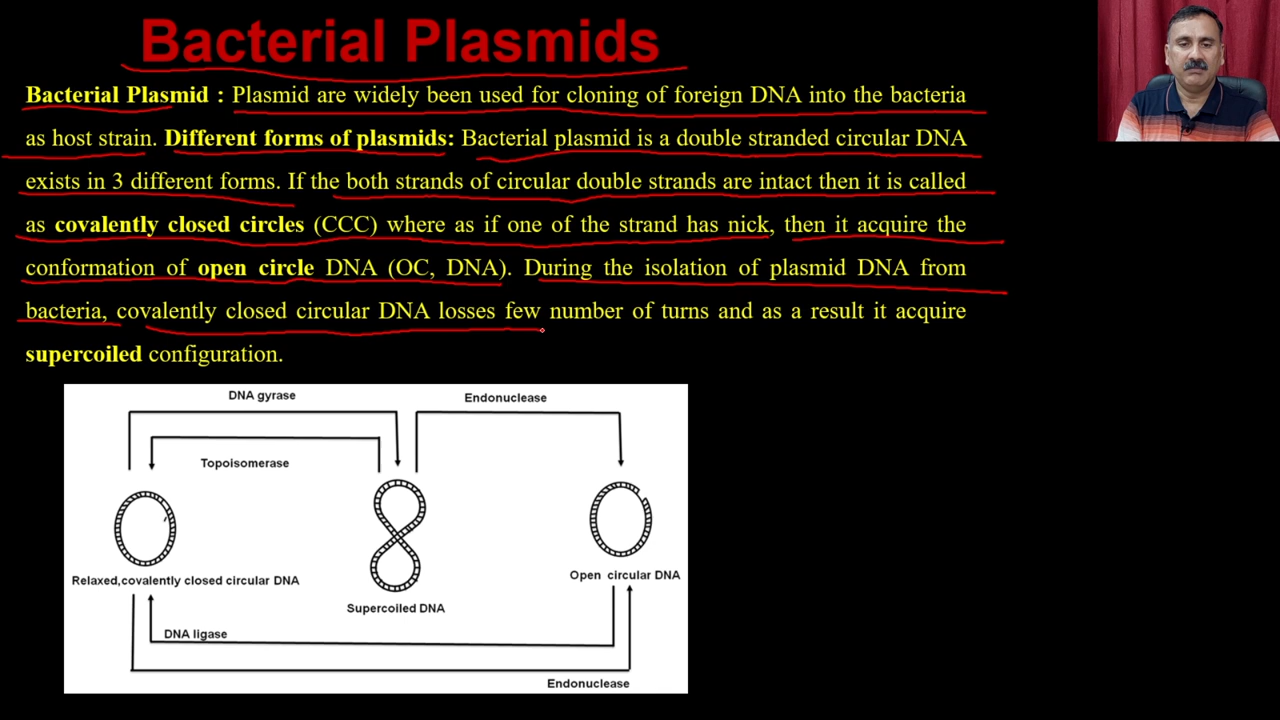 Bacterial Plasmids
Bacterial Plasmid : Plasmid are widely been used for cloning of foreign DNA into the bacteria
as host strain. Different forms of plasmids: Bacterial plasmid is a double stranded circular DNA
exists in 3 different forms. If the both strands of circular double strands are intact then it is called
as covalently closed circles (CCC) where as if one of the strand has nick, then it acquire the
conformation of open circle DNA (OC, DNA). During the isolation of plasmid DNA from
bacteria, covalently closed circular DNA losses few number of turns and as a result it acquire
supercoiled configuration.
DNA gyrase
Endonuclease
Topoisomerase
Relaxed,covalently closed circular DNA
Open circular DNA
Supercoiled DNA
DNA ligase
Endonuclease